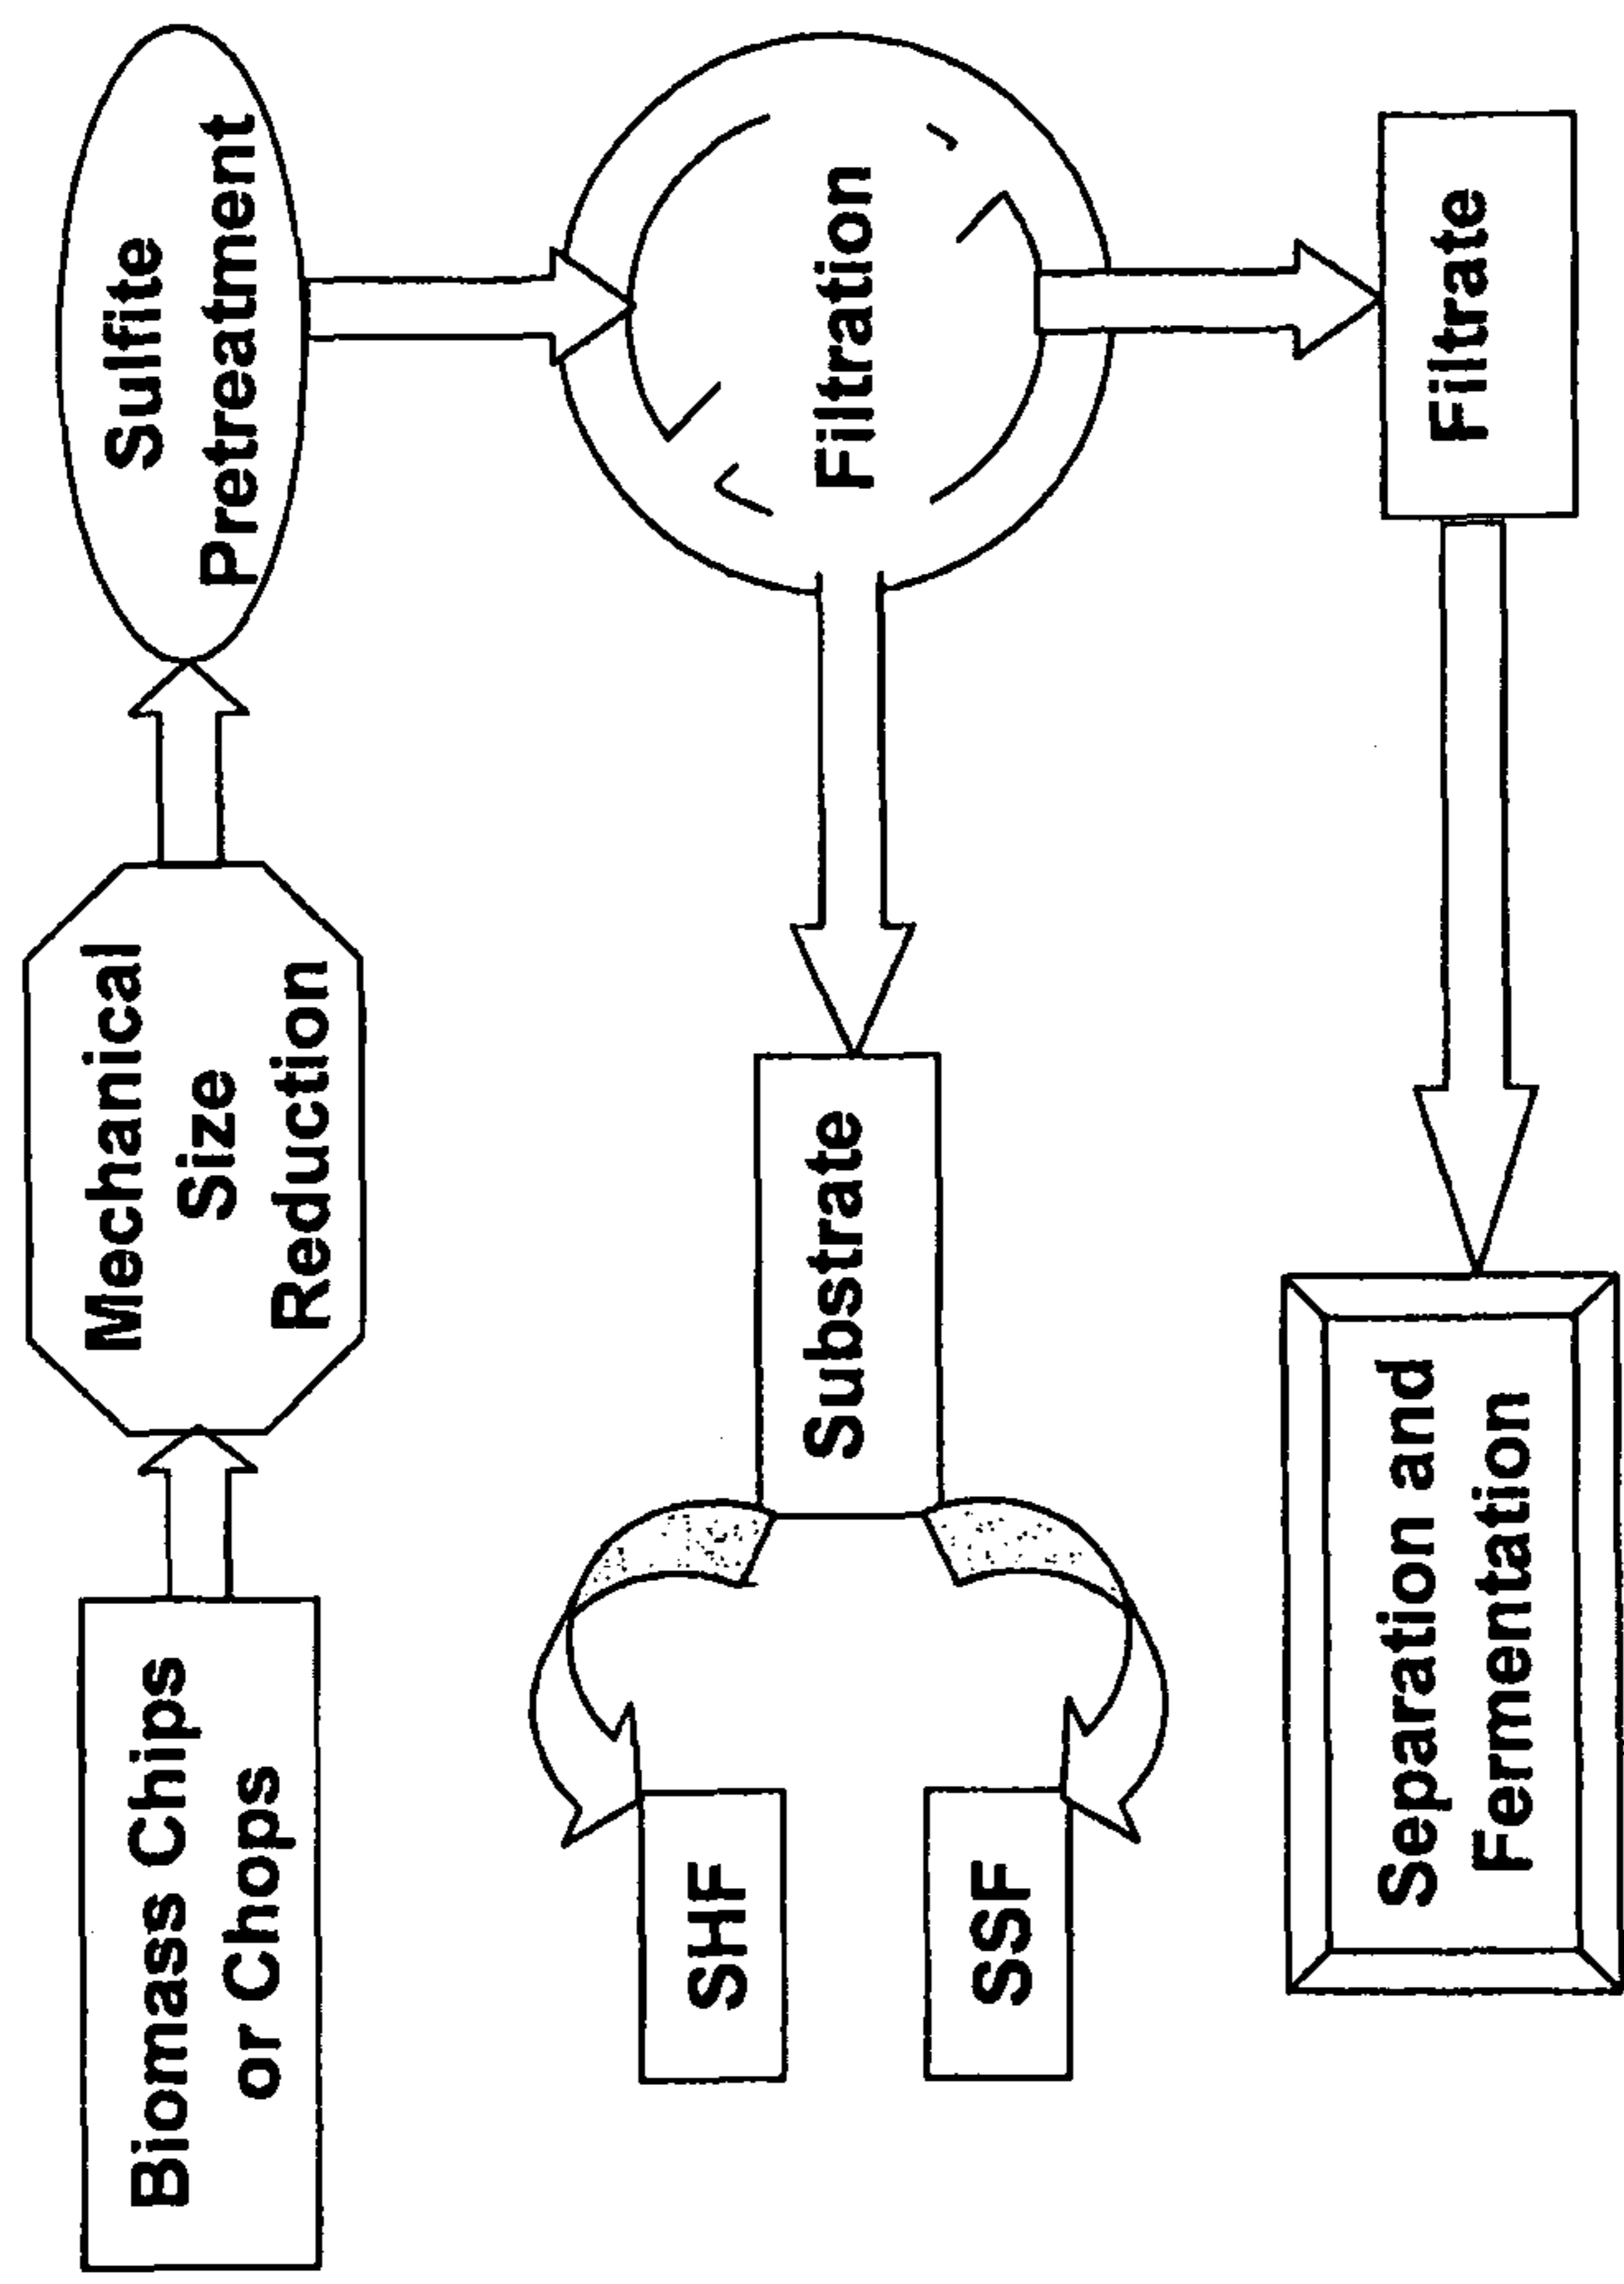 Biomass Chips
or Chops
Mechanical
Size
Reduction
Sulfite
Pretreatment
Filtration
Substrate
SHF
SSF
Filtrate
Separation and
Fermentation